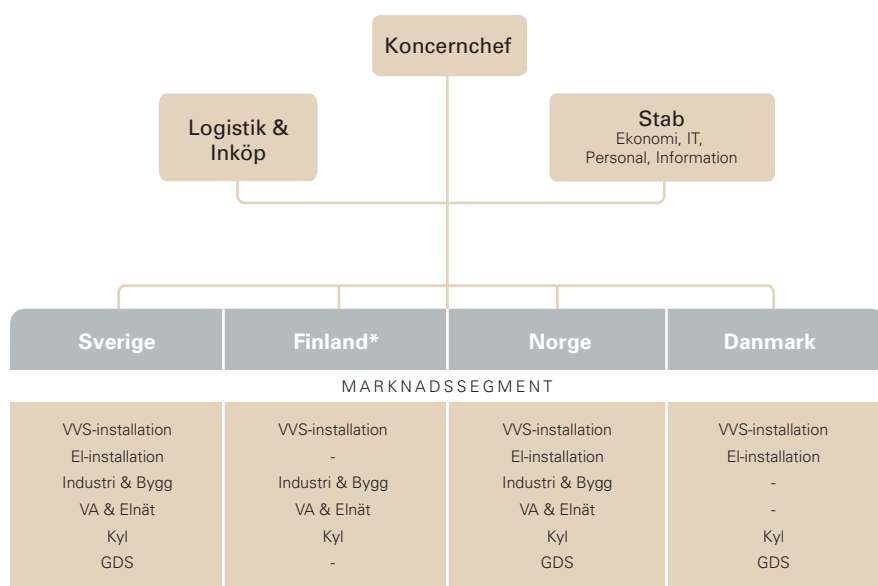 Koncernchef
Logistik &
Inköp
Stab
Ekonomi, IT,
Personal, Information
Sverige Finland* Norge Danmark
MARKNADSSEGMENT
VVS-installation VVS-installation VVS-installation VVS-installation
El-installation - El-installation El-installation
Industri & Bygg Industri & Bygg Industri & Bygg -
VA & Elnät VA & Elnät VA & Elnät -
Kyl Kyl Kyl Kyl
GDS - GDS GDS